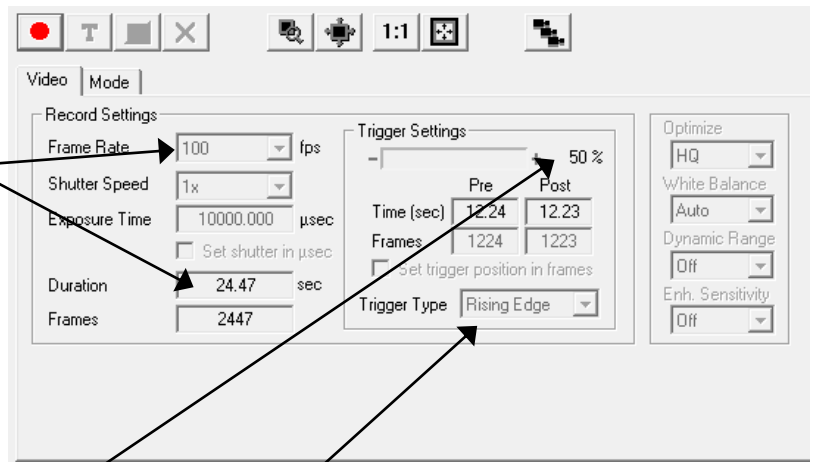 T 1:1
Video Mode
Record Settings
Frame Rate 100 fps
Shutter Speed 1x
Exposure Time 10000.000 µsec
Set shutter in µsec
Duration 24.47 sec
Frames 2447
Trigger Settings
- + 50 %
Pre Post
Time (sec) 12.24 12.23
Frames 1224 1223
Set trigger position in frames
Trigger Type Rising Edge
Optimize
HQ
White Balance
Auto
Dynamic Range
Off
Enh. Sensitivity
Off